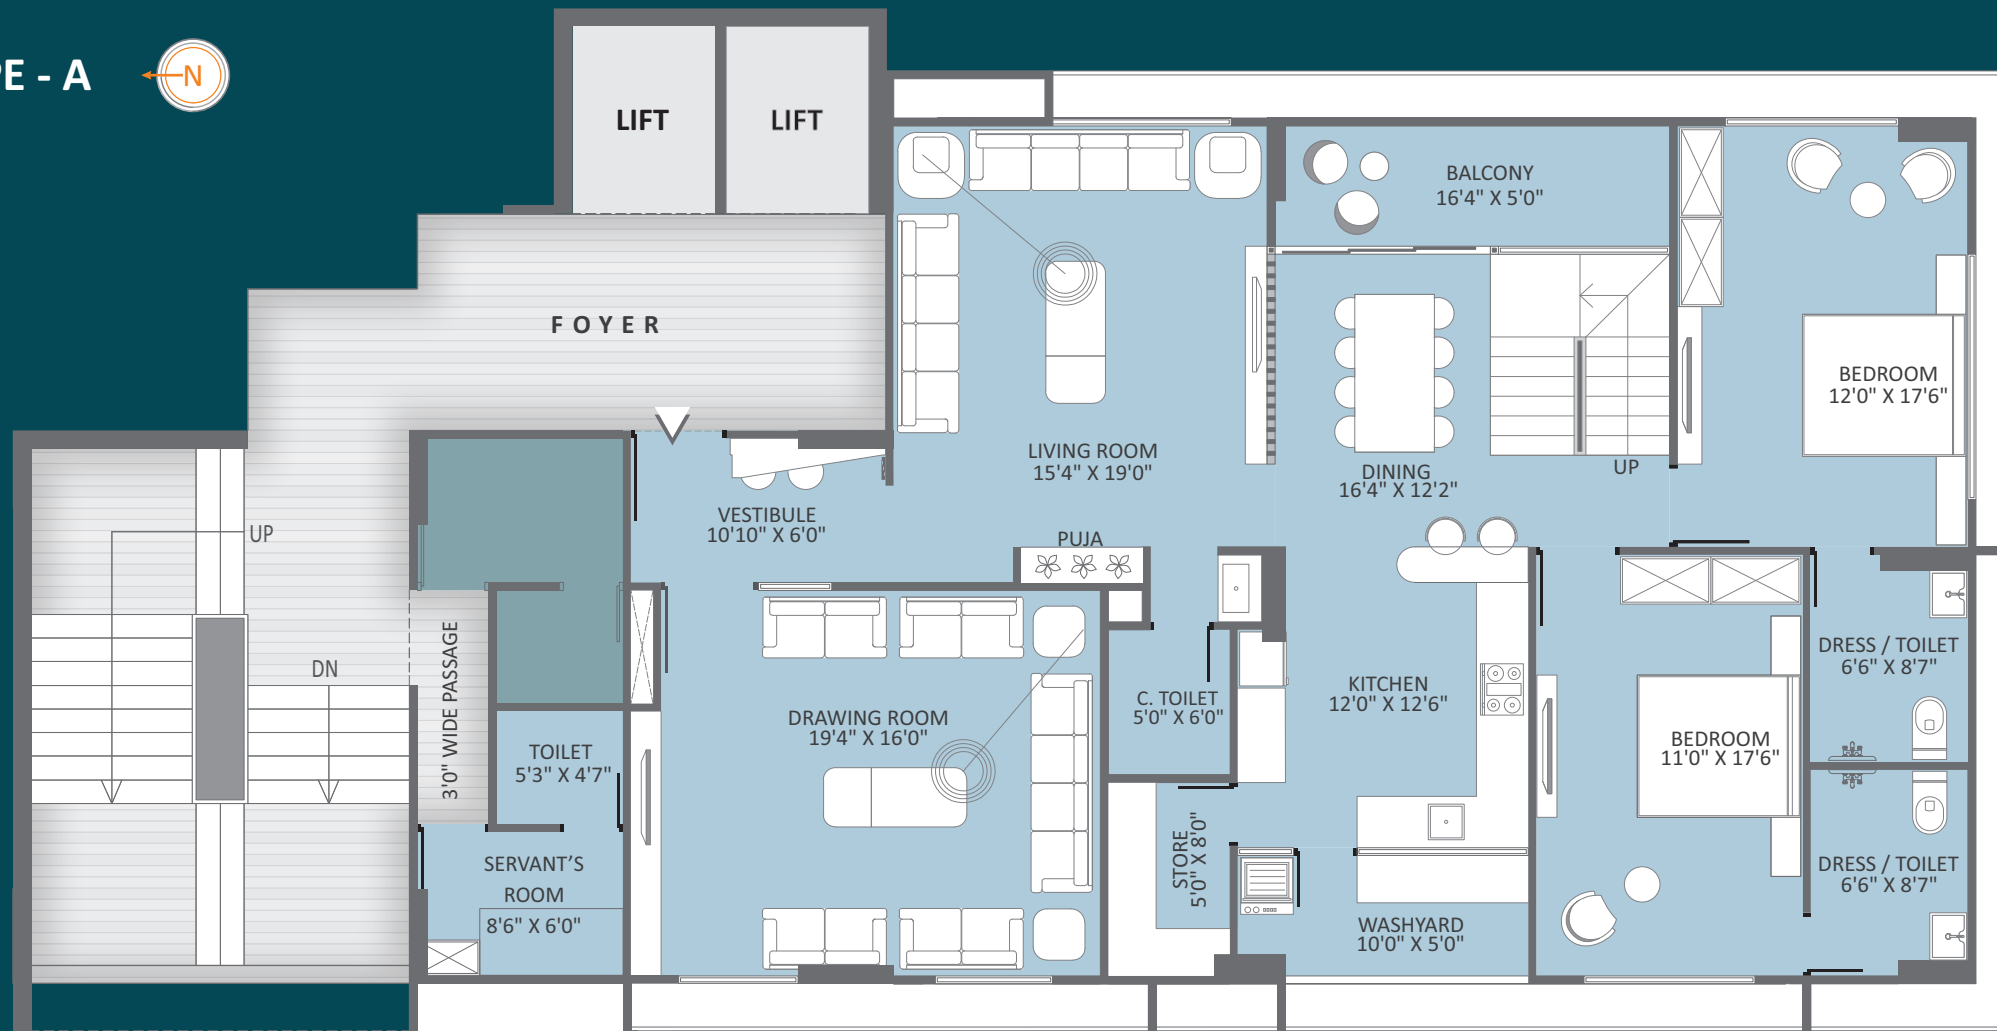 PE - A
N
LIFT
LIFT
BALCONY
16'4" X 5'0"
FOYER
BEDROOM
12'0" X 17'6"
LIVING ROOM
15'4" X 19'0"
DINING
16'4" X 12'2"
UP
VESTIBULE
10'10" X 6'0"
UP
PUJA
DN
3'0" WIDE PASSAGE
DRESS / TOILET
6'6" X 8'7"
KITCHEN
12'0" X 12'6"
C. TOILET
5'0" X 6'0"
DRAWING ROOM
19'4" X 16'0"
BEDROOM
11'0" X 17'6"
TOILET
5'3" X 4'7"
STORE
5'0" X 8'0"
SERVANT'S
ROOM
8'6" X 6'0"
DRESS / TOILET
6'6" X 8'7"
WASHYARD
10'0" X 5'0"